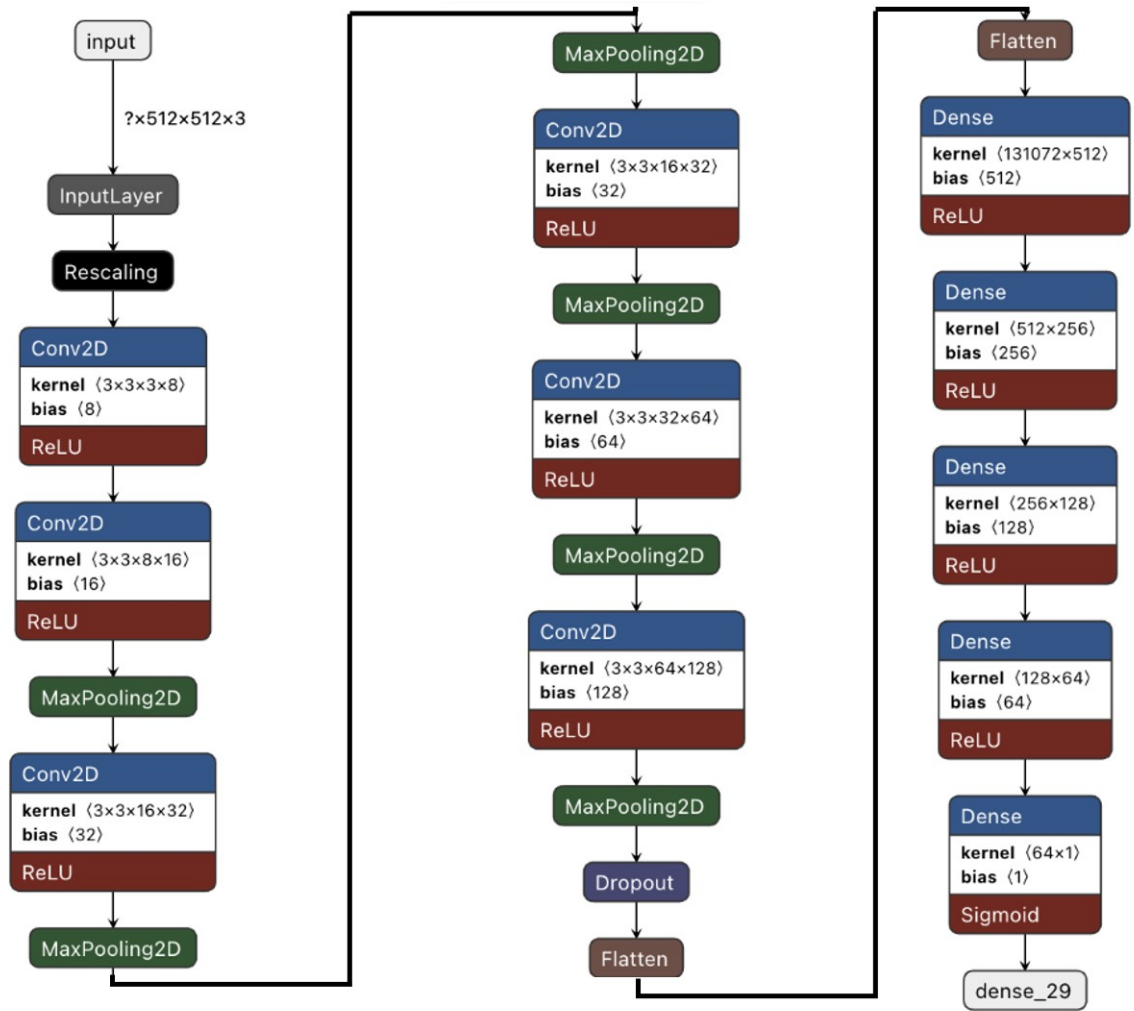 input
?×512×512×3
InputLayer
Rescaling
Conv2D
kernel ⟨3×3×3×8⟩
bias ⟨8⟩
ReLU
Conv2D
kernel ⟨3×3×8×16⟩
bias ⟨16⟩
ReLU
MaxPooling2D
Conv2D
kernel ⟨3×3×16×32⟩
bias ⟨32⟩
ReLU
MaxPooling2D
MaxPooling2D
Conv2D
kernel ⟨3×3×16×32⟩
bias ⟨32⟩
ReLU
MaxPooling2D
Conv2D
kernel ⟨3×3×32×64⟩
bias ⟨64⟩
ReLU
MaxPooling2D
Conv2D
kernel ⟨3×3×64×128⟩
bias ⟨128⟩
ReLU
MaxPooling2D
Dropout
Flatten
Flatten
Dense
kernel ⟨131072×512⟩
bias ⟨512⟩
ReLU
Dense
kernel ⟨512×256⟩
bias ⟨256⟩
ReLU
Dense
kernel ⟨256×128⟩
bias ⟨128⟩
ReLU
Dense
kernel ⟨128×64⟩
bias ⟨64⟩
ReLU
Dense
kernel ⟨64×1⟩
bias ⟨1⟩
Sigmoid
dense_29